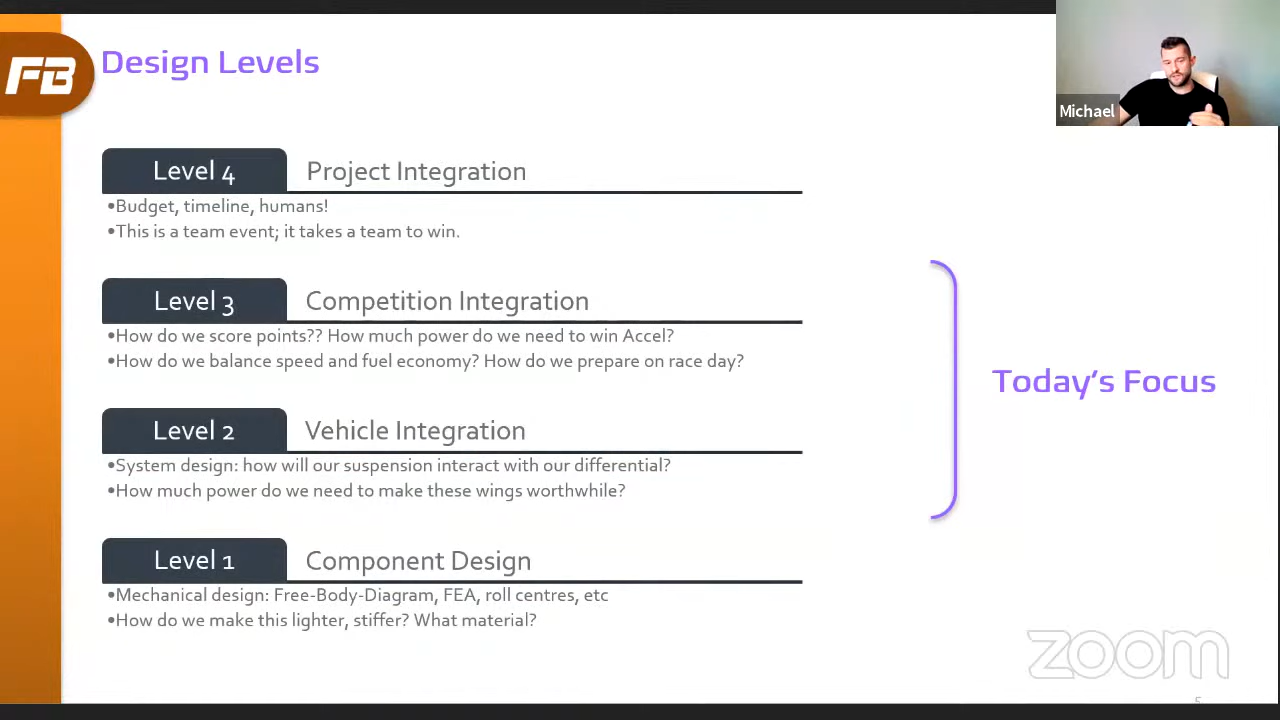 FB
Design Levels
Michael
Level 4
Project Integration
•Budget, timeline, humans!
•This is a team event; it takes a team to win.
Level 3
Competition Integration
•How do we score points?? How much power do we need to win Accel?
•How do we balance speed and fuel economy? How do we prepare on race day?
Today's Focus
Level 2
Vehicle Integration
•System design: how will our suspension interact with our differential?
•How much power do we need to make these wings worthwhile?
Level 1
Component Design
•Mechanical design: Free-Body-Diagram, FEA, roll centres, etc
•How do we make this lighter, stiffer? What material?
zoom
5